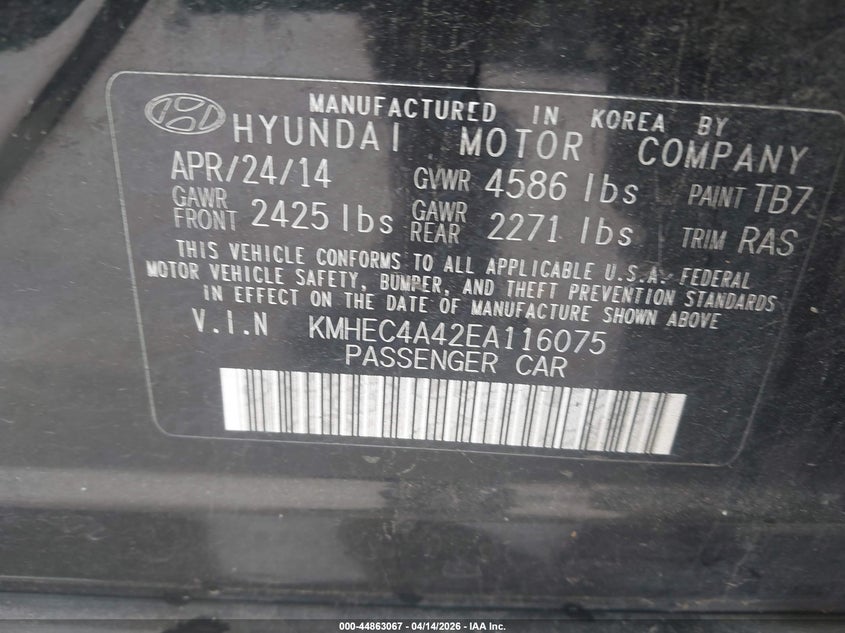 MANUFACTURED IN KOREA BY
HYUNDAI MOTOR COMPANY
APR/24/14 GVWR 4586 lbs PAINT TB7
GAWR FRONT 2425 lbs GAWR REAR 2271 lbs TRIM RAS
THIS VEHICLE CONFORMS TO ALL APPLICABLE U.S.A. FEDERAL
MOTOR VEHICLE SAFETY, BUMPER, AND THEFT PREVENTION STANDARDS
IN EFFECT ON THE DATE OF MANUFACTURE SHOWN ABOVE
V.I.N KMHEC4A42EA116075
PASSENGER CAR
000-44863067 - 04/14/2026 - IAA Inc.